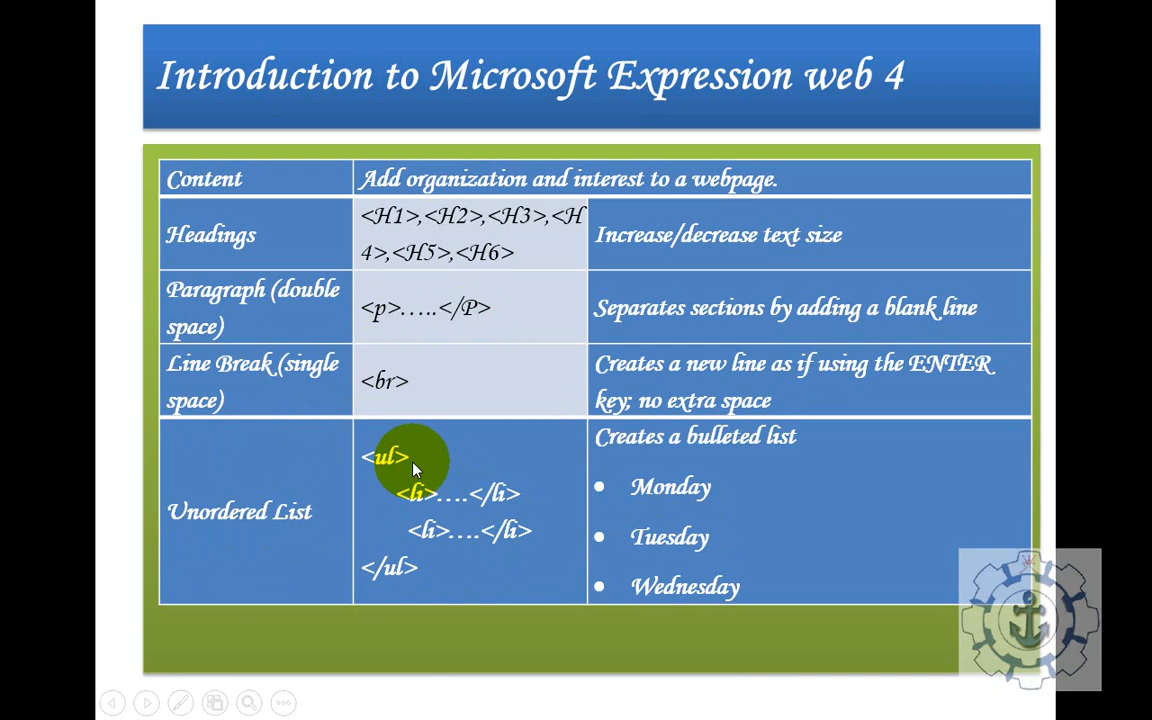 Introduction to Microsoft Expression web 4
Content
Add organization and interest to a webpage.
Headings
<H1>,<H2>,<H3>,<H
4>,<H5>,<H6>
Increase/decrease text size
Paragraph (double
space)
<p>.....</P>
Separates sections by adding a blank line
Line Break (single
space)
<br>
Creates a new line as if using the ENTER
key; no extra space
Unordered List
<ul>
<li>....</li>
<li>....</li>
</ul>
Creates a bulleted list
• Monday
• Tuesday
• Wednesday